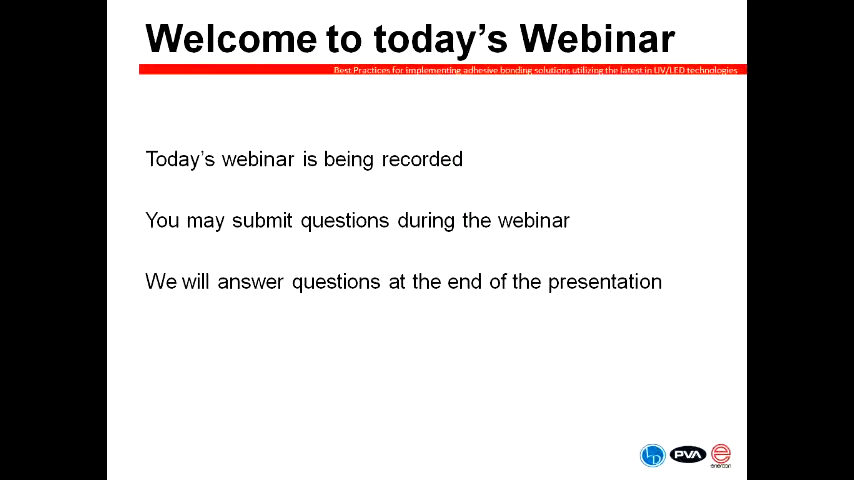 Welcome to today's Webinar
Best Practices for implementing adhesive bonding solutions utilizing the latest in UV/LED technologies
Today's webinar is being recorded
You may submit questions during the webinar
We will answer questions at the end of the presentation
PVA
enercon